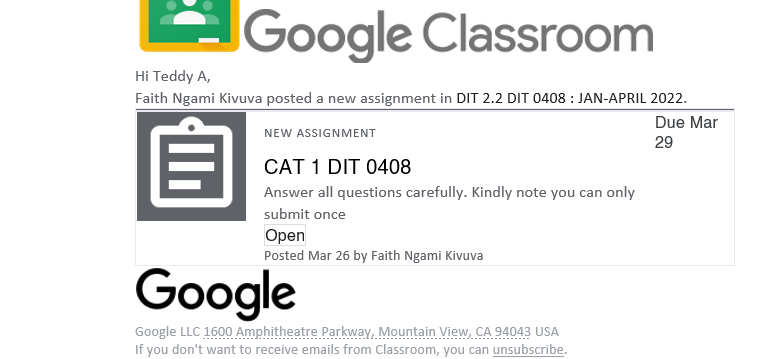 Google Classroom
Hi Teddy A,
Faith Ngami Kivuva posted a new assignment in DIT 2.2 DIT 0408 : JAN-APRIL 2022.
NEW ASSIGNMENT
Due Mar
29
CAT 1 DIT 0408
Answer all questions carefully. Kindly note you can only
submit once
Open
Posted Mar 26 by Faith Ngami Kivuva
Google
Google LLC 1600 Amphitheatre Parkway, Mountain View, CA 94043 USA
If you don't want to receive emails from Classroom, you can unsubscribe.